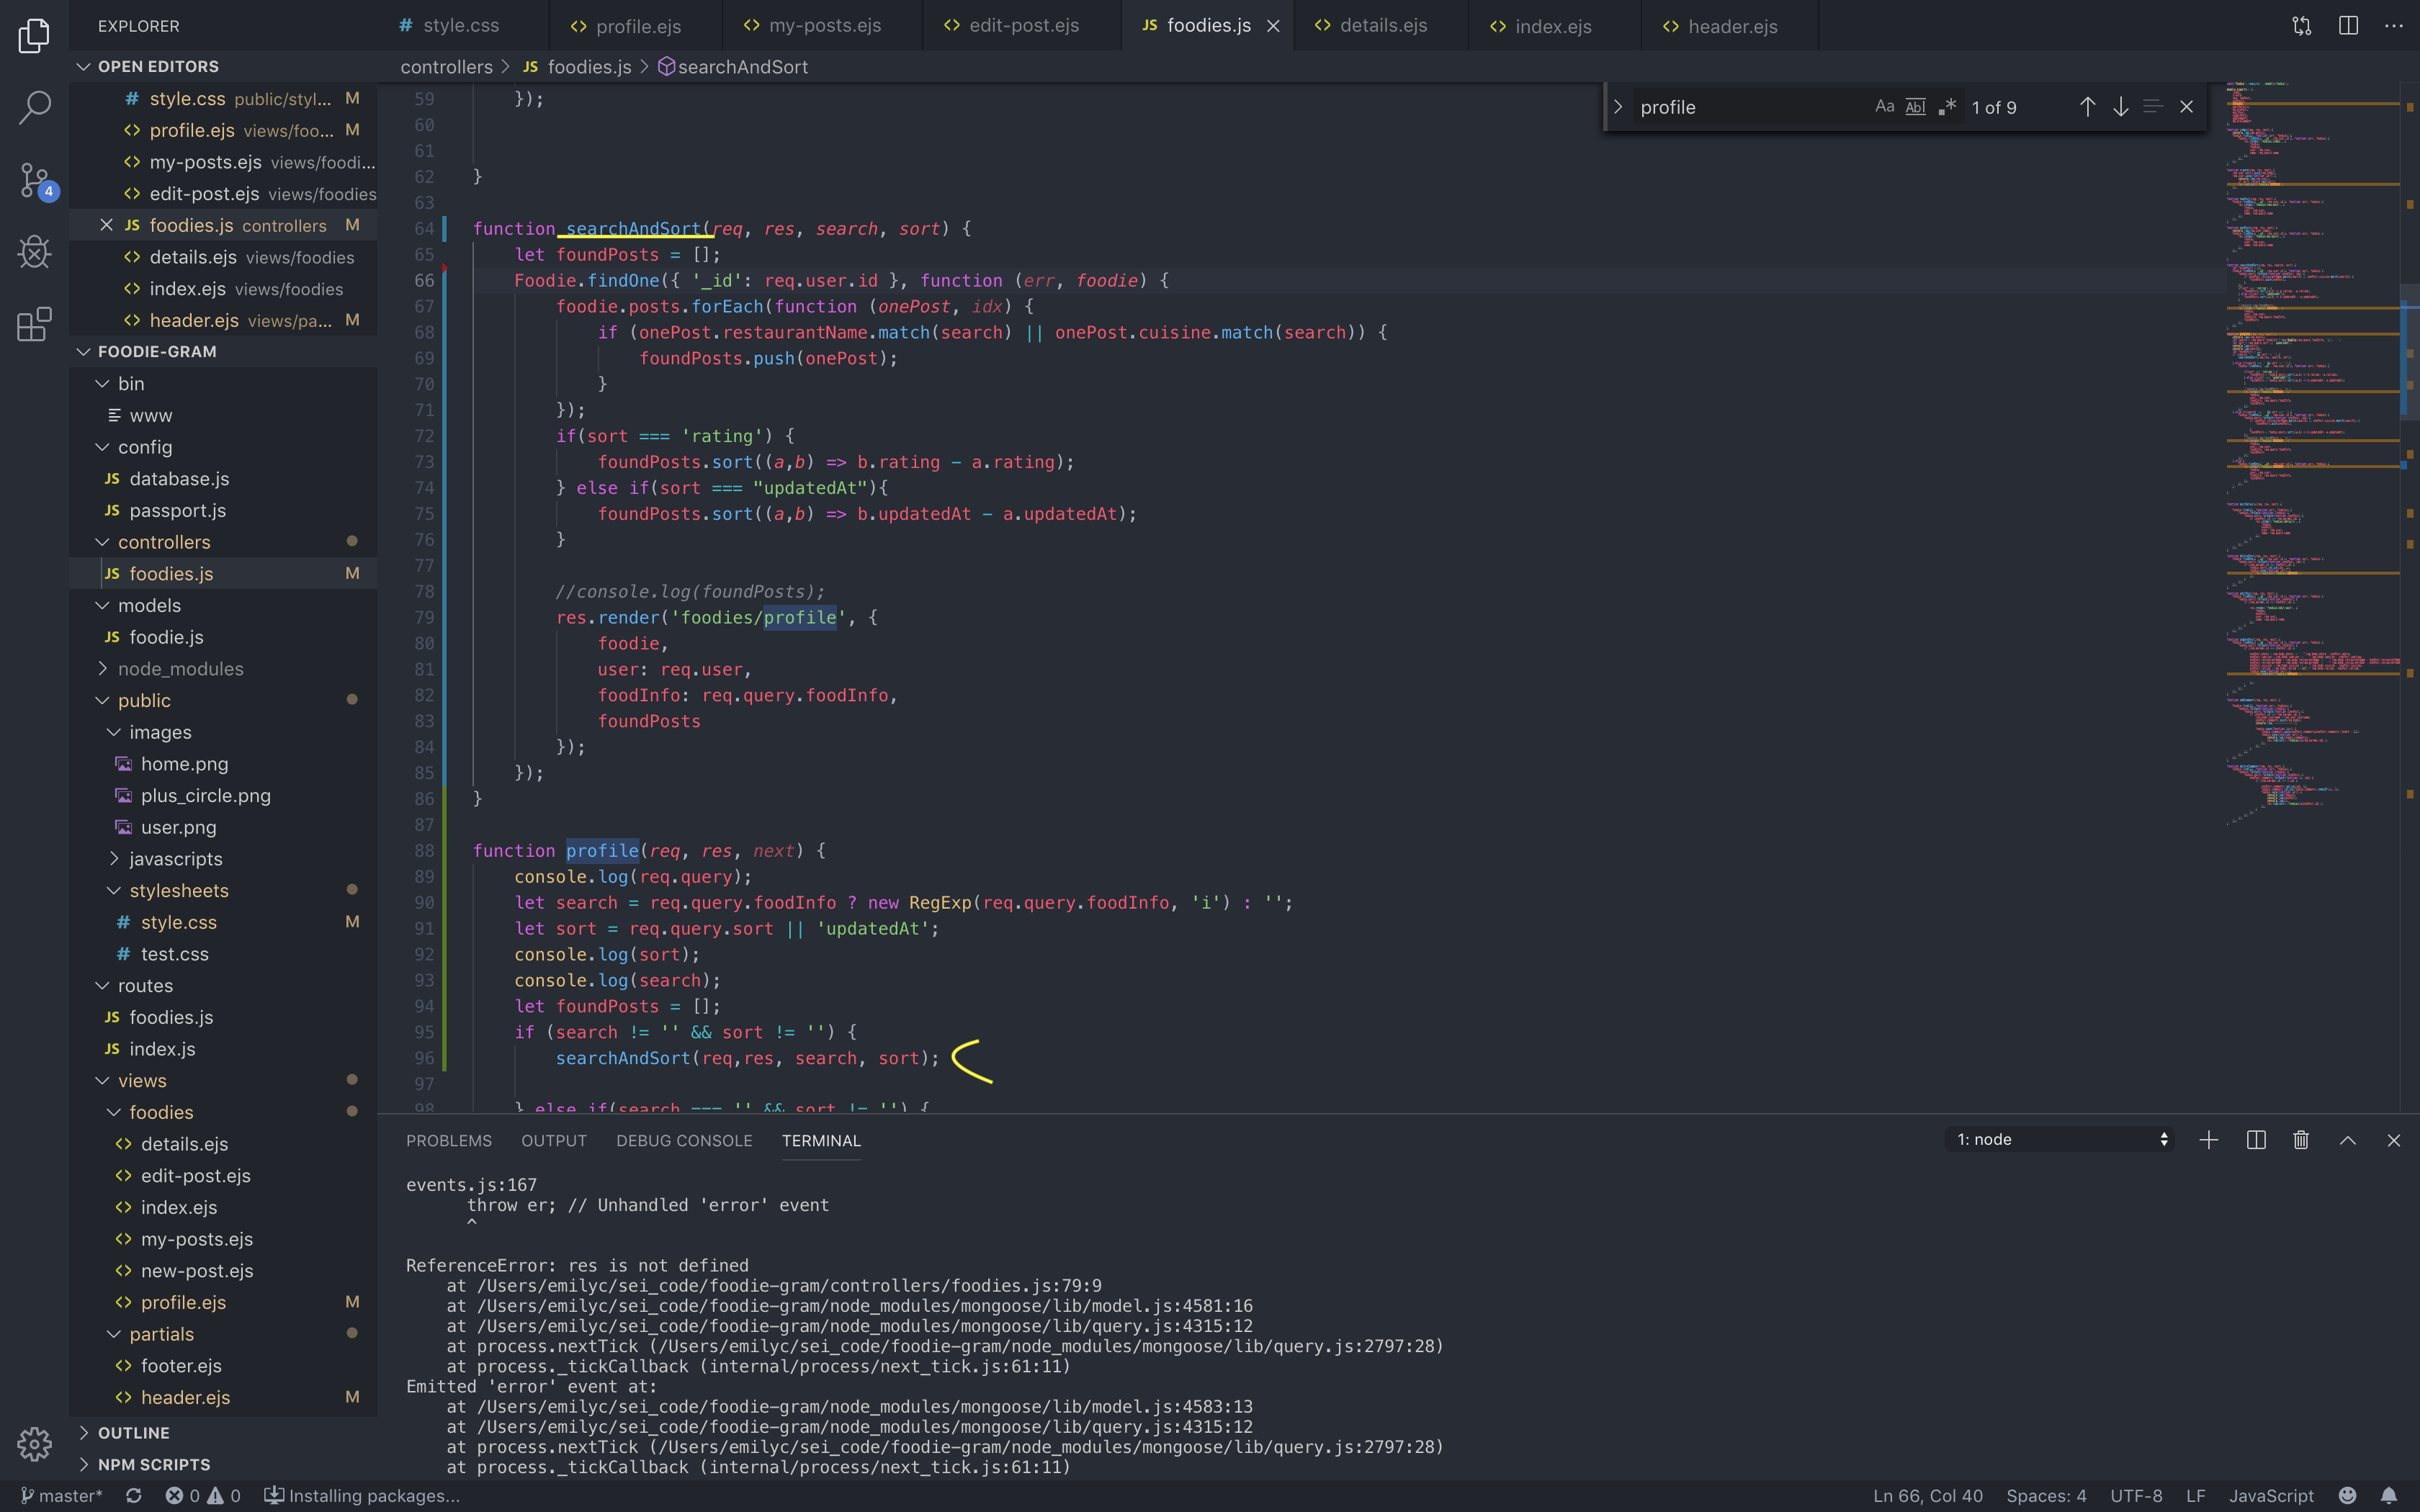 EXPLORER
# style.css
<> profile.ejs
<> my-posts.ejs
<> edit-post.ejs
JS foodies.js
<> details.ejs
<> index.ejs
<> header.ejs
OPEN EDITORS
controllers > JS foodies.js > searchAndSort
# style.css public/styl... M
<> profile.ejs views/foo... M
<> my-posts.ejs views/foodi...
<> edit-post.ejs views/foodies
JS foodies.js controllers M
<> details.ejs views/foodies
<> index.ejs views/foodies
<> header.ejs views/pa... M
4
FOODIE-GRAM
bin
www
config
JS database.js
JS passport.js
controllers
JS foodies.js M
models
JS foodie.js
node_modules
public
images
home.png
plus_circle.png
user.png
javascripts
stylesheets
# style.css M
# test.css
routes
JS foodies.js
JS index.js
views
foodies
<> details.ejs
<> edit-post.ejs
<> index.ejs
<> my-posts.ejs
<> new-post.ejs
<> profile.ejs M
partials
<> footer.ejs
<> header.ejs M
OUTLINE
NPM SCRIPTS
profile Aa Abl .* 1 of 9
59 });
60
61
62 }
63
64 function searchAndSort(req, res, search, sort) {
65 let foundPosts = [];
66 Foodie.findOne({ '_id': req.user.id }, function (err, foodie) {
67 foodie.posts.forEach(function (onePost, idx) {
68 if (onePost.restaurantName.match(search) || onePost.cuisine.match(search)) {
69 foundPosts.push(onePost);
70 }
71 });
72 if(sort === 'rating') {
73 foundPosts.sort((a,b) => b.rating - a.rating);
74 } else if(sort === "updatedAt"){
75 foundPosts.sort((a,b) => b.updatedAt - a.updatedAt);
76 }
77
78 //console.log(foundPosts);
79 res.render('foodies/profile', {
80 foodie,
81 user: req.user,
82 foodInfo: req.query.foodInfo,
83 foundPosts
84 });
85 });
86 }
87
88 function profile(req, res, next) {
89 console.log(req.query);
90 let search = req.query.foodInfo ? new RegExp(req.query.foodInfo, 'i') : '';
91 let sort = req.query.sort || 'updatedAt';
92 console.log(sort);
93 console.log(search);
94 let foundPosts = [];
95 if (search != '' && sort != '') {
96 searchAndSort(req,res, search, sort);
97
98 } else if(search === '' && sort != '') {
PROBLEMS OUTPUT DEBUG CONSOLE TERMINAL
1: node
events.js:167
throw er; // Unhandled 'error' event
^
ReferenceError: res is not defined
at /Users/emilyc/sei_code/foodie-gram/controllers/foodies.js:79:9
at /Users/emilyc/sei_code/foodie-gram/node_modules/mongoose/lib/model.js:4581:16
at /Users/emilyc/sei_code/foodie-gram/node_modules/mongoose/lib/query.js:4315:12
at process.nextTick (/Users/emilyc/sei_code/foodie-gram/node_modules/mongoose/lib/query.js:2797:28)
at process._tickCallback (internal/process/next_tick.js:61:11)
Emitted 'error' event at:
at /Users/emilyc/sei_code/foodie-gram/node_modules/mongoose/lib/model.js:4583:13
at /Users/emilyc/sei_code/foodie-gram/node_modules/mongoose/lib/query.js:4315:12
at process.nextTick (/Users/emilyc/sei_code/foodie-gram/node_modules/mongoose/lib/query.js:2797:28)
at process._tickCallback (internal/process/next_tick.js:61:11)
master* 0 0 Installing packages... Ln 66, Col 40 Spaces: 4 UTF-8 LF JavaScript